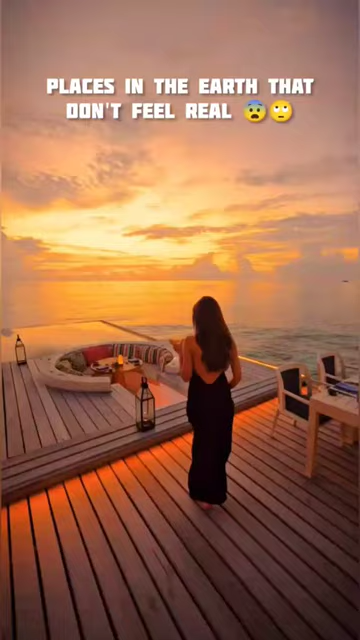 PLACES IN THE EARTH THAT
DON'T FEEL REAL 😨🙄